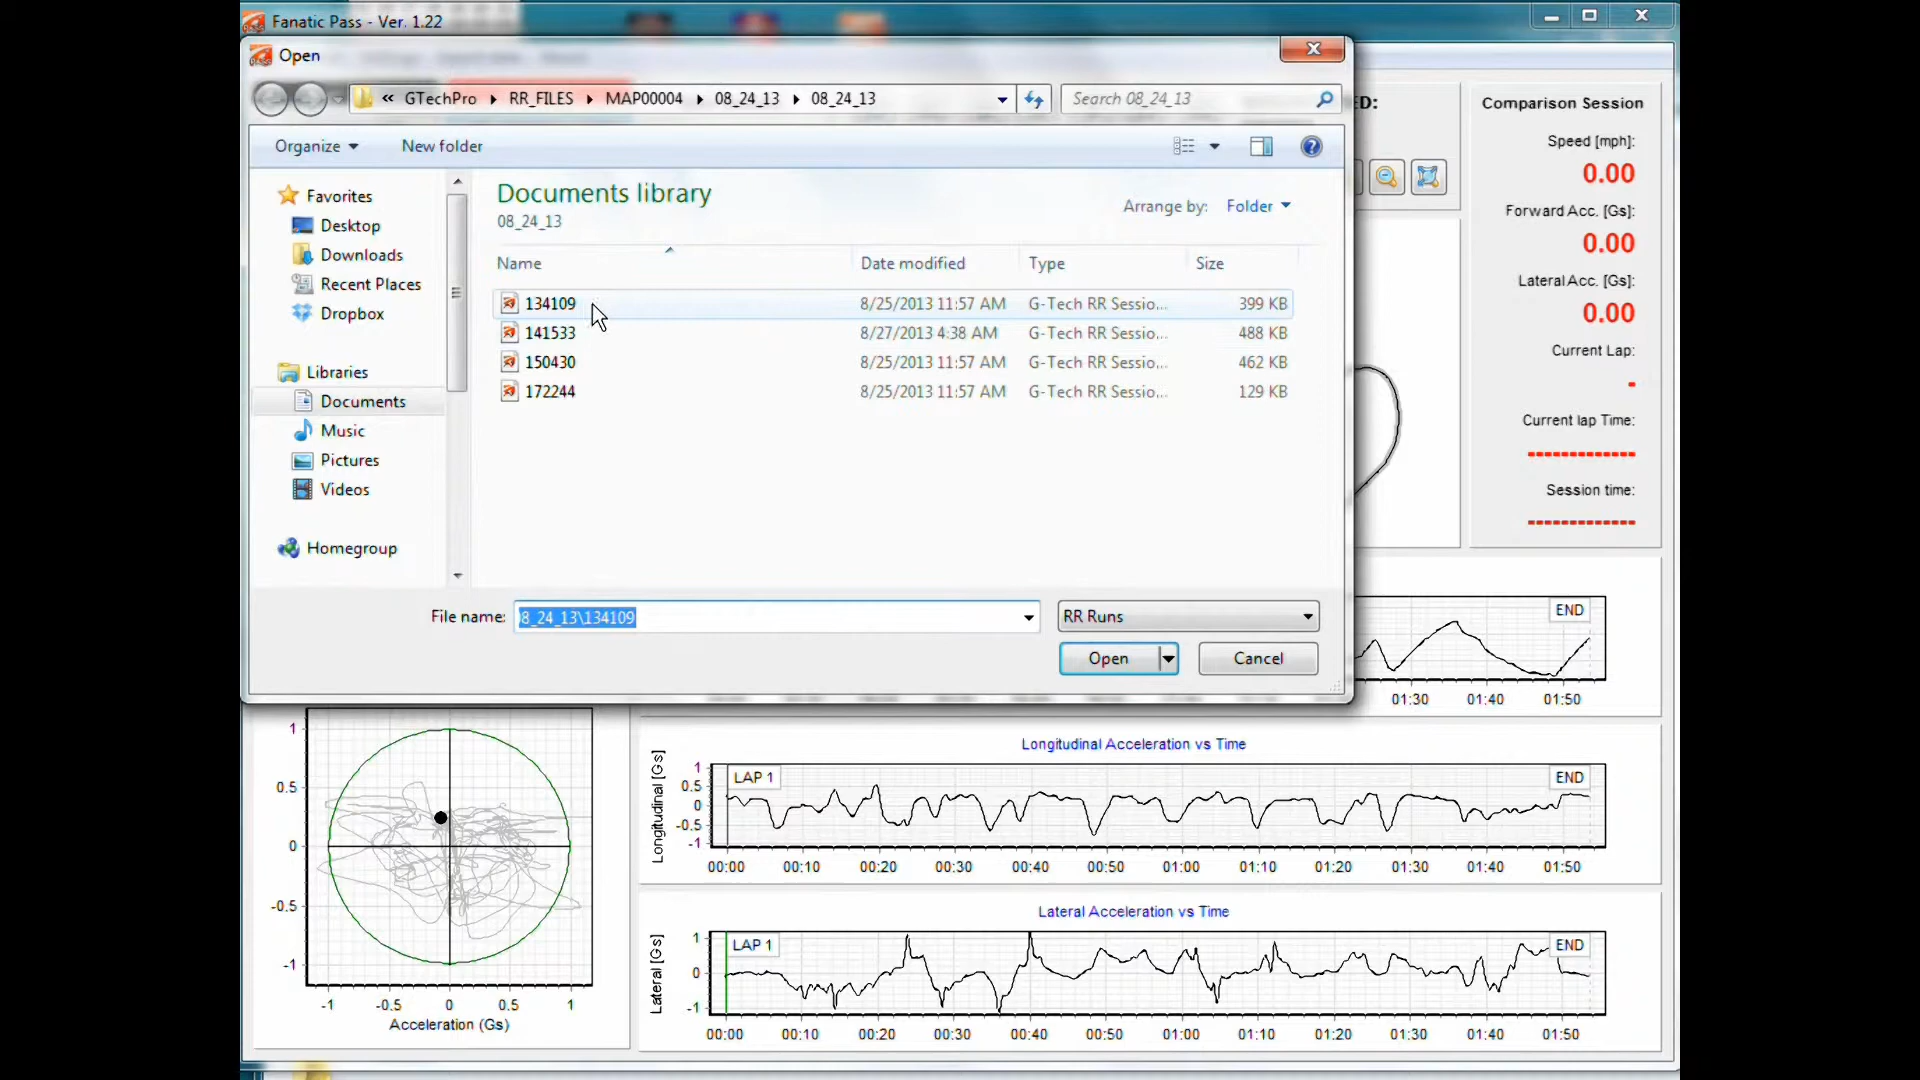 Fanatic Pass - Ver. 1.22
Open
« GTechPro ▸ RR_FILES ▸ MAP00004 ▸ 08_24_13 ▸ 08_24_13
Search 08_24_13
Organize
New folder
Favorites
Desktop
Downloads
Recent Places
Dropbox
Libraries
Documents
Music
Pictures
Videos
Homegroup
Documents library
08_24_13
Arrange by: Folder
Name Date modified Type Size
134109 8/25/2013 11:57 AM G-Tech RR Sessio... 399 KB
141533 8/27/2013 4:38 AM G-Tech RR Sessio... 488 KB
150430 8/25/2013 11:57 AM G-Tech RR Sessio... 462 KB
172244 8/25/2013 11:57 AM G-Tech RR Sessio... 129 KB
File name: 8_24_13\134109
RR Runs
Open
Cancel
D:
Comparison Session
Speed [mph]:
0.00
Forward Acc. [Gs]:
0.00
Lateral Acc. [Gs]:
0.00
Current Lap:
-
Current lap Time:
-------------
Session time:
-------------
END
01:30 01:40 01:50
1
0.5
0
-0.5
-1
-1 -0.5 0 0.5 1
Acceleration (Gs)
Longitudinal Acceleration vs Time
Longitudinal [Gs]
1
0.5
0
-0.5
-1
LAP 1
END
00:00 00:10 00:20 00:30 00:40 00:50 01:00 01:10 01:20 01:30 01:40 01:50
Lateral Acceleration vs Time
Lateral [Gs]
1
0
-1
LAP 1
END
00:00 00:10 00:20 00:30 00:40 00:50 01:00 01:10 01:20 01:30 01:40 01:50